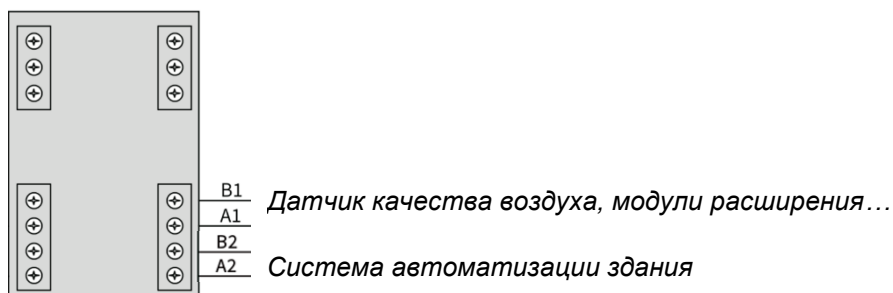 B1
Датчик качества воздуха, модули расширения…
A1
B2
A2
Система автоматизации здания